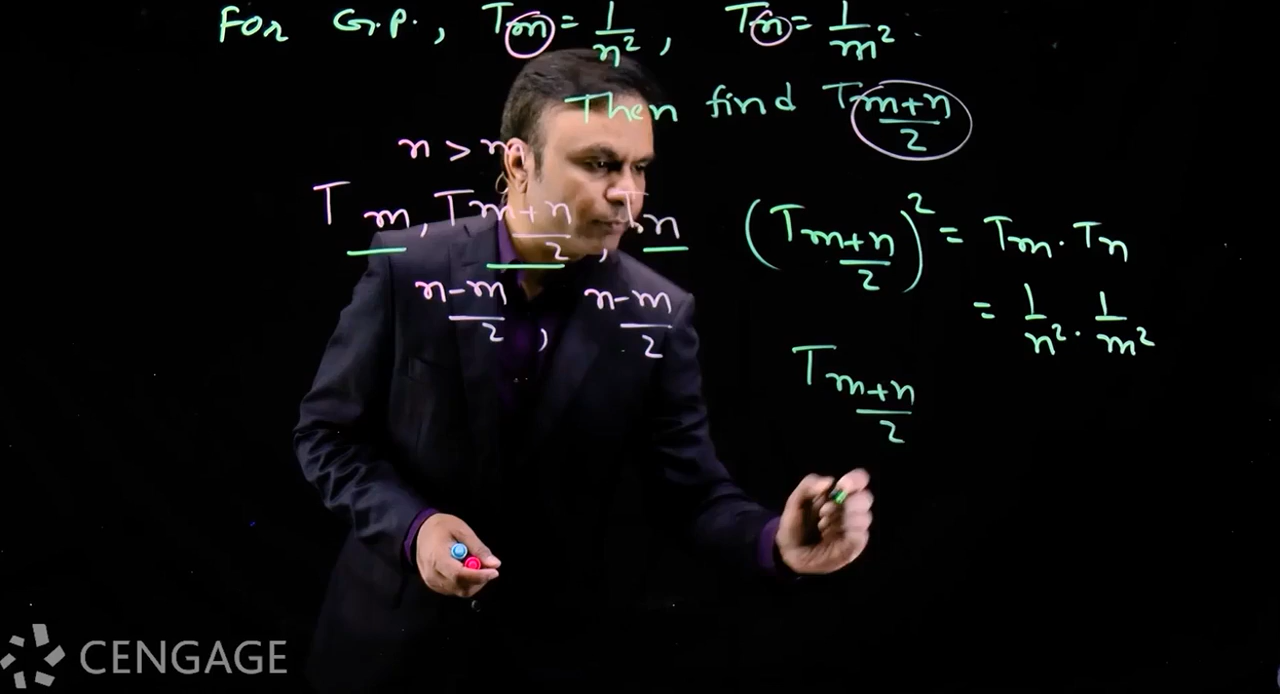 For G.P., Tm = 1/n², Tn = 1/m².
Then find T(m+n)/2
n >
Tm, T(m+n)/2, Tn
(n-m)/2, (n-m)/2
(T(m+n)/2)² = Tm · Tn
= 1/n² · 1/m²
T(m+n)/2
CENGAGE